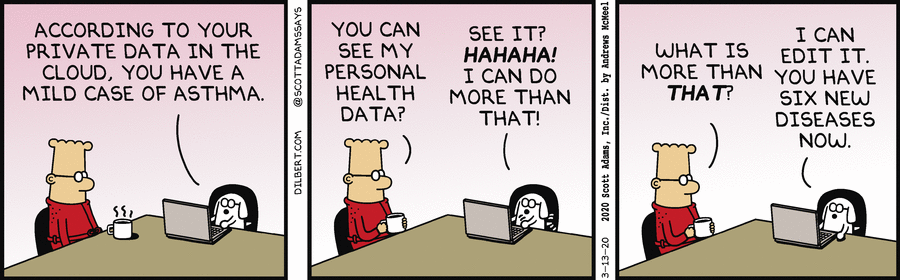 ACCORDING TO YOUR
PRIVATE DATA IN THE
CLOUD, YOU HAVE A
MILD CASE OF ASTHMA.
DILBERT.COM @SCOTTADAMSSAYS
YOU CAN
SEE MY
PERSONAL
HEALTH
DATA?
SEE IT?
HAHAHA!
I CAN DO
MORE THAN
THAT!
3-13-20 2020 Scott Adams, Inc./Dist. by Andrews McMeel
WHAT IS
MORE THAN
THAT?
I CAN
EDIT IT.
YOU HAVE
SIX NEW
DISEASES
NOW.